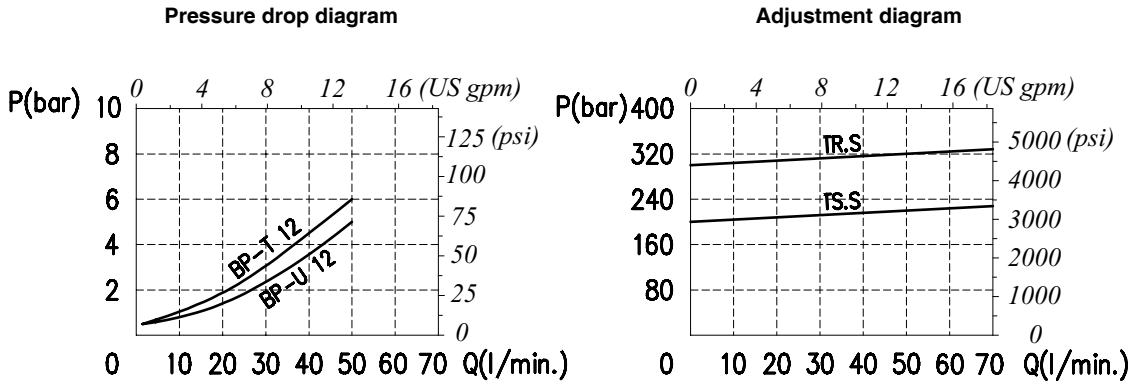 Pressure drop diagram
0 4 8 12 16 (US gpm)
P(bar) 10
8
6
4
2
125 (psi)
100
75
50
25
0
BP-T 12
BP-U 12
0 10 20 30 40 50 60 70 Q(l/min.)
Adjustment diagram
0 4 8 12 16 (US gpm)
P(bar) 400
320
240
160
80
5000 (psi)
4000
3000
2000
1000
0
TR.S
TS.S
0 10 20 30 40 50 60 70 Q(l/min.)